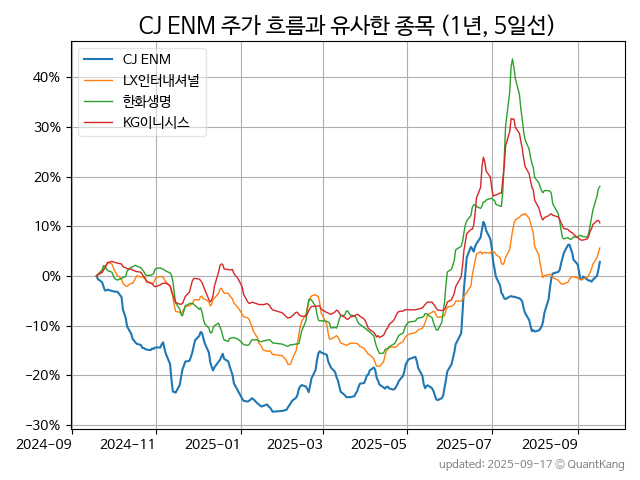 CJ ENM 주가 흐름과 유사한 종목 (1년, 5일선)
CJ ENM
LX인터내셔널
한화생명
KG이니시스
40%
30%
20%
10%
0%
−10%
−20%
−30%
2024-09
2024-11
2025-01
2025-03
2025-05
2025-07
2025-09
updated: 2025-09-17 © QuantKang